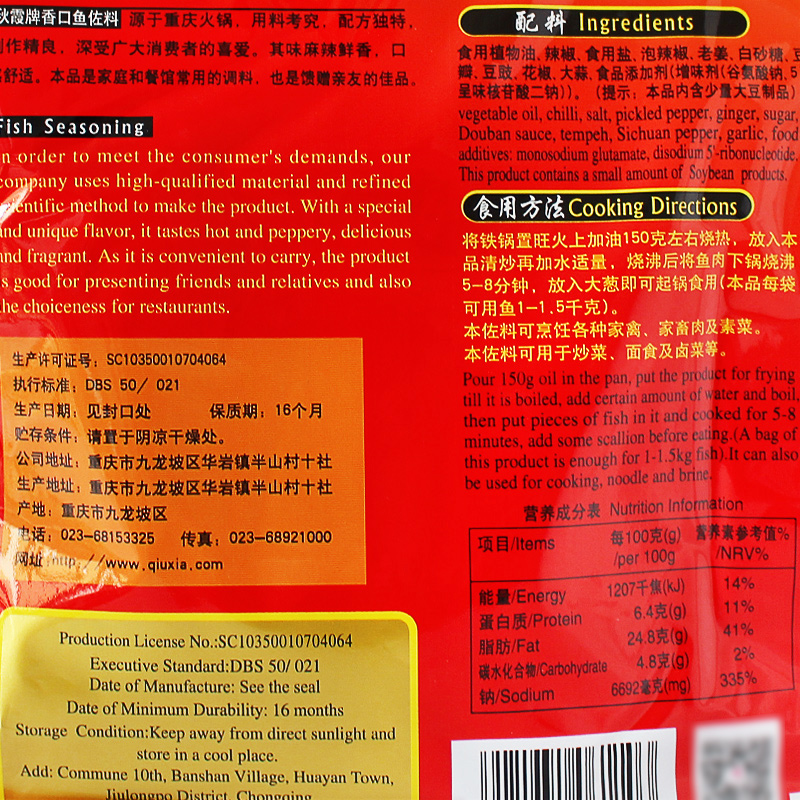 秋霞牌香口鱼佐料 源于重庆火锅，用料考究，配方独特，
制作精良，深受广大消费者的喜爱。其味麻辣鲜香，口
舒适。本品是家庭和餐馆常用的调料，也是馈赠亲友的佳品。
Fish Seasoning
n order to meet the consumer's demands, our
company uses high-qualified material and refined
scientific method to make the product. With a special
and unique flavor, it tastes hot and peppery, delicious
and fragrant. As it is convenient to carry, the product
is good for presenting friends and relatives and also
the choiceness for restaurants.
生产许可证号：SC10350010704064
执行标准：DBS 50/ 021
生产日期：见封口处 保质期：16个月
贮存条件：请置于阴凉干燥处。
公司地址：重庆市九龙坡区华岩镇半山村十社
生产地址：重庆市九龙坡区华岩镇半山村十社
产地：重庆市九龙坡区
电话：023-68153325 传真：023-68921000
网址：http://www.qiuxia.com
Production License No.:SC10350010704064
Executive Standard:DBS 50/ 021
Date of Manufacture: See the seal
Date of Minimum Durability: 16 months
Storage Condition:Keep away from direct sunlight and
store in a cool place.
Add: Commune 10th, Banshan Village, Huayan Town,
Jiulongpo District, Chongqing
配料 Ingredients
食用植物油、辣椒、食用盐、泡辣椒、老姜、白砂糖、豆
瓣、豆豉、花椒、大蒜、食品添加剂(增味剂(谷氨酸钠、5'
呈味核苷酸二钠))。(提示：本品内含少量大豆制品)
vegetable oil, chilli, salt, pickled pepper, ginger, sugar,
Douban sauce, tempeh, Sichuan pepper, garlic, food
additives: monosodium glutamate, disodium 5'-ribonucleotide.
This product contains a small amount of Soybean products.
食用方法Cooking Directions
将铁锅置旺火上加油150克左右烧热，放入本
品清炒再加水适量，烧沸后将鱼肉下锅烧沸
5-8分钟，放入大葱即可起锅食用(本品每袋
可用鱼1-1.5千克)。
本佐料可烹饪各种家禽、家畜肉及素菜。
本佐料可用于炒菜、面食及卤菜等。
Pour 150g oil in the pan, put the product for frying
till it is boiled, add certain amount of water and boil,
then put pieces of fish in it and cooked for 5-8
minutes, add some scallion before eating.(A bag of
this product is enough for 1-1.5kg fish).It can also
be used for cooking, noodle and brine.
营养成分表 Nutrition Information
项目/Items 每100克(g)/per 100g 营养素参考值%/NRV%
能量/Energy 1207千焦(kJ) 14%
蛋白质/Protein 6.4克(g) 11%
脂肪/Fat 24.8克(g) 41%
碳水化合物/Carbohydrate 4.8克(g) 2%
钠/Sodium 6692毫克(mg) 335%